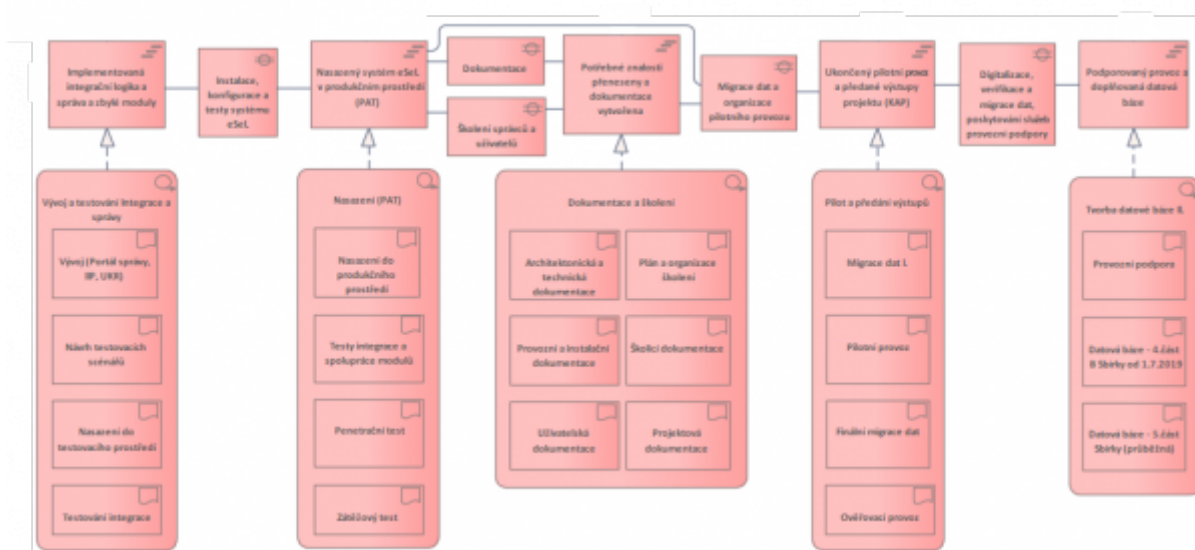 Implementovaná
integrační logika a
správa a zbylé moduly
Instalace,
konfigurace a
testy systému
eSeL
Nasazený systém eSeL
v produkčním prostředí
(PAT)
Dokumentace
Školení správců a
uživatelů
Potřebné znalosti
přeneseny a
dokumentace
vytvořena
Migrace dat a
organizace
pilotního provozu
Ukončený pilotní provoz
a předané výstupy
projektu (KAP)
Digitalizace,
verifikace a
migrace dat,
poskytování služeb
provozní podpory
Podporovaný provoz a
doplňovaná datová
báze
Vývoj a testování integrace a
správy
Vývoj (Portál správy,
UKR)
Návrh testovacích
scénářů
Nasazení do
testovacího prostředí
Testování integrace
Nasazení (PAT)
Nasazení do
produkčního
prostředí
Testy integrace a
spolupráce modulů
Penetrační test
Zátěžový test
Dokumentace a školení
Architektonická a
technická
dokumentace
Plán a organizace
školení
Provozní a instalační
dokumentace
Školicí dokumentace
Uživatelská
dokumentace
Projektová
dokumentace
Pilot a předání výstupů
Migrace dat I.
Pilotní provoz
Finální migrace dat
Ověřovací provoz
Tvorba datové báze II.
Provozní podpora
Datová báze - 4.část
B Sbírky od 1.7.2019
Datová báze - 5.část
Sbírky (průběžná)